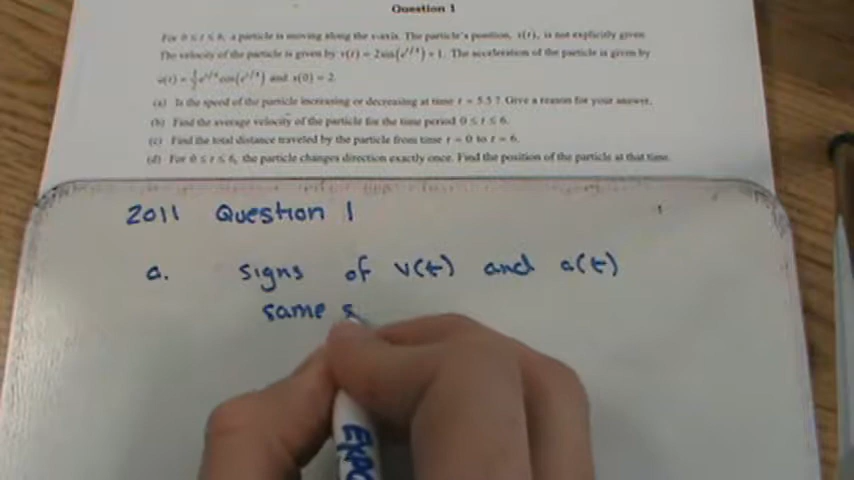 Question 1
For 0 ≤ t ≤ 6, a particle is moving along the x-axis. The particle's position, x(t), is not explicitly given.
The velocity of the particle is given by v(t) = 2sin(e^{t/4}) + 1. The acceleration of the particle is given by
a(t) = 1/2 e^{t/4} cos(e^{t/4}) and x(0) = 2.
(a) Is the speed of the particle increasing or decreasing at time t = 5.5 ? Give a reason for your answer.
(b) Find the average velocity of the particle for the time period 0 ≤ t ≤ 6.
(c) Find the total distance traveled by the particle from time t = 0 to t = 6.
(d) For 0 ≤ t ≤ 6, the particle changes direction exactly once. Find the position of the particle at that time.
2011 Question 1
a. signs of v(t) and a(t)
same s
EXPO